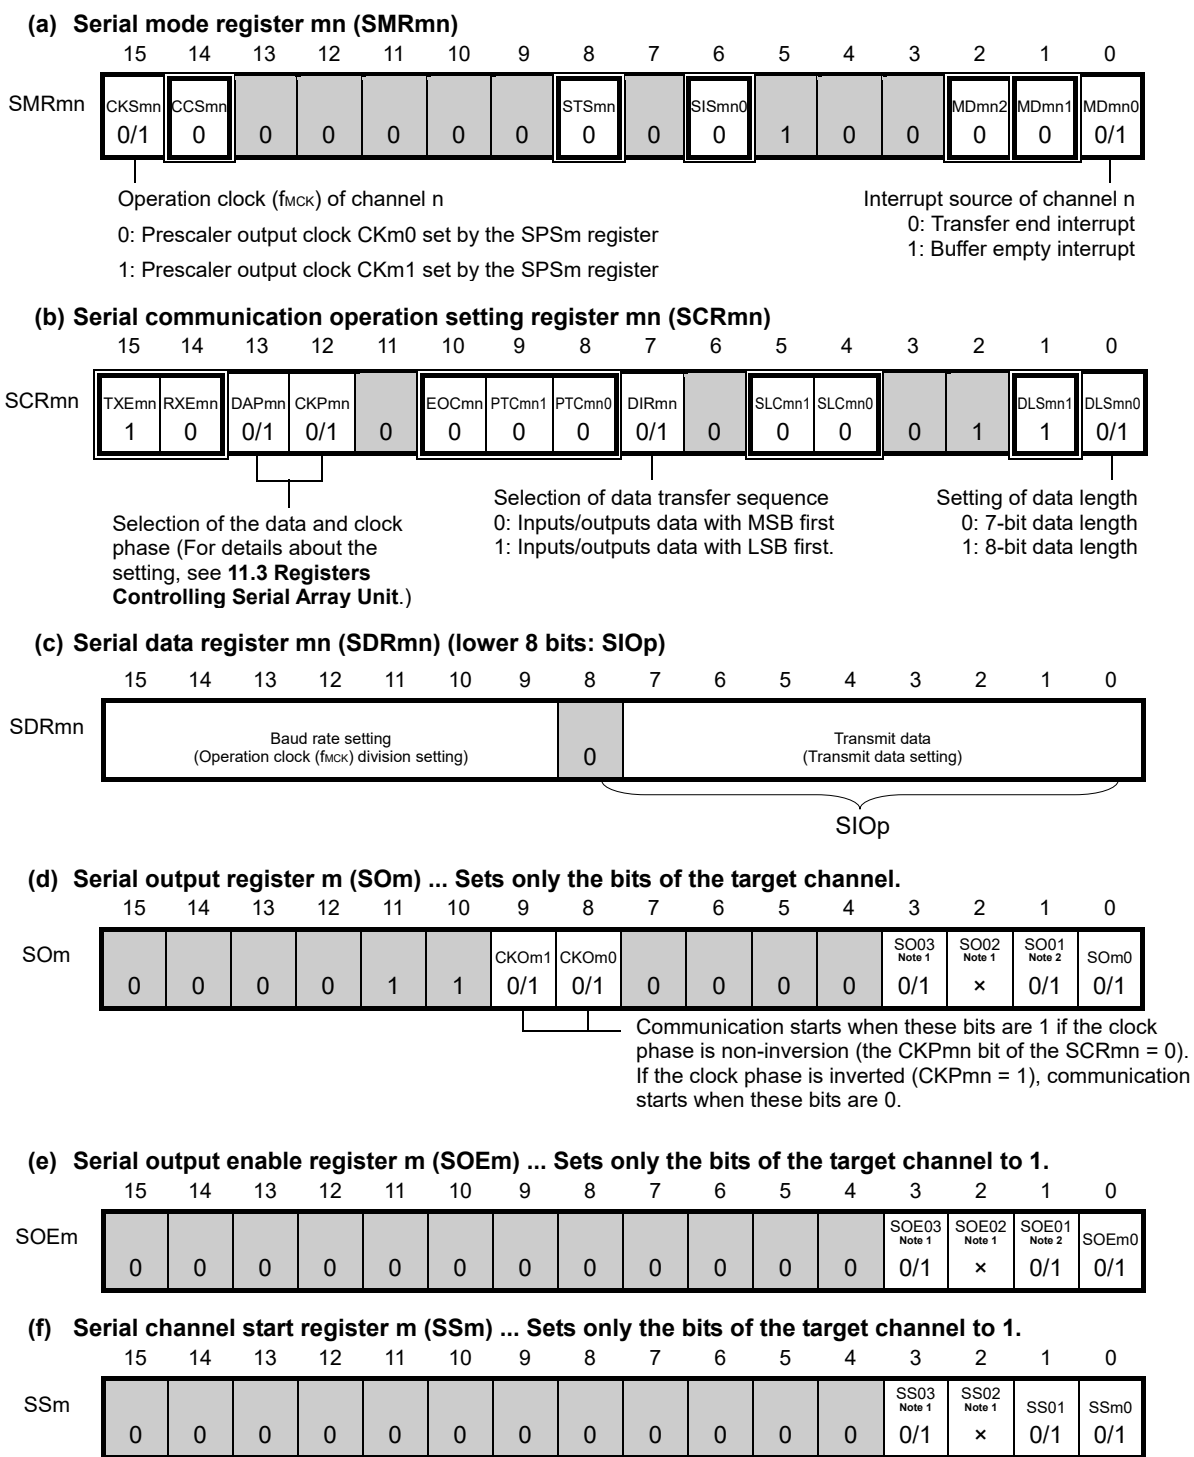 (a) Serial mode register mn (SMRmn)
15 14 13 12 11 10 9 8 7 6 5 4 3 2 1 0
SMRmn CKSmn CCSmn STSmn SISmn0 MDmn2 MDmn1 MDmn0
0/1 0 0 0 0 0 0 0 0 0 1 0 0 0 0 0/1
Operation clock (fMCK) of channel n
0: Prescaler output clock CKm0 set by the SPSm register
1: Prescaler output clock CKm1 set by the SPSm register
Interrupt source of channel n
0: Transfer end interrupt
1: Buffer empty interrupt
(b) Serial communication operation setting register mn (SCRmn)
15 14 13 12 11 10 9 8 7 6 5 4 3 2 1 0
SCRmn TXEmn RXEmn DAPmn CKPmn EOCmn PTCmn1 PTCmn0 DIRmn SLCmn1 SLCmn0 DLSmn1 DLSmn0
1 0 0/1 0/1 0 0 0 0 0/1 0 0 0 0 1 1 0/1
Selection of the data and clock
phase (For details about the
setting, see 11.3 Registers
Controlling Serial Array Unit.)
Selection of data transfer sequence
0: Inputs/outputs data with MSB first
1: Inputs/outputs data with LSB first.
Setting of data length
0: 7-bit data length
1: 8-bit data length
(c) Serial data register mn (SDRmn) (lower 8 bits: SIOp)
15 14 13 12 11 10 9 8 7 6 5 4 3 2 1 0
SDRmn
Baud rate setting
(Operation clock (fMCK) division setting)
0
Transmit data
(Transmit data setting)
SIOp
(d) Serial output register m (SOm) ... Sets only the bits of the target channel.
15 14 13 12 11 10 9 8 7 6 5 4 3 2 1 0
SOm CKOm1 CKOm0 SO03 SO02 SO01 SOm0
Note 1 Note 1 Note 2
0 0 0 0 1 1 0/1 0/1 0 0 0 0 0/1 × 0/1 0/1
Communication starts when these bits are 1 if the clock
phase is non-inversion (the CKPmn bit of the SCRmn = 0).
If the clock phase is inverted (CKPmn = 1), communication
starts when these bits are 0.
(e) Serial output enable register m (SOEm) ... Sets only the bits of the target channel to 1.
15 14 13 12 11 10 9 8 7 6 5 4 3 2 1 0
SOEm SOE03 SOE02 SOE01 SOEm0
Note 1 Note 1 Note 2
0 0 0 0 0 0 0 0 0 0 0 0 0/1 × 0/1 0/1
(f) Serial channel start register m (SSm) ... Sets only the bits of the target channel to 1.
15 14 13 12 11 10 9 8 7 6 5 4 3 2 1 0
SSm SS03 SS02 SS01 SSm0
Note 1 Note 1
0 0 0 0 0 0 0 0 0 0 0 0 0/1 × 0/1 0/1